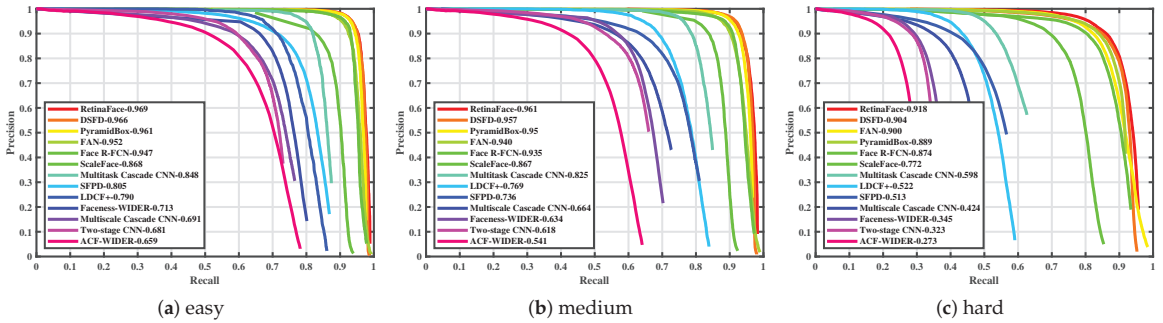 1
0.9
0.8
0.7
0.6
0.5
0.4
0.3
0.2
0.1
0
Precision
RetinaFace-0.969
DSFD-0.966
PyramidBox-0.961
FAN-0.952
Face R-FCN-0.947
ScaleFace-0.868
Multitask Cascade CNN-0.848
SFPD-0.805
LDCF+-0.790
Faceness-WIDER-0.713
Multiscale Cascade CNN-0.691
Two-stage CNN-0.681
ACF-WIDER-0.659
0 0.1 0.2 0.3 0.4 0.5 0.6 0.7 0.8 0.9 1
Recall
(a) easy
1
0.9
0.8
0.7
0.6
0.5
0.4
0.3
0.2
0.1
0
Precision
RetinaFace-0.961
DSFD-0.957
PyramidBox-0.95
FAN-0.940
Face R-FCN-0.935
ScaleFace-0.867
Multitask Cascade CNN-0.825
LDCF+-0.769
SFPD-0.736
Multiscale Cascade CNN-0.664
Faceness-WIDER-0.634
Two-stage CNN-0.618
ACF-WIDER-0.541
0 0.1 0.2 0.3 0.4 0.5 0.6 0.7 0.8 0.9 1
Recall
(b) medium
1
0.9
0.8
0.7
0.6
0.5
0.4
0.3
0.2
0.1
0
Precision
RetinaFace-0.918
DSFD-0.904
FAN-0.900
PyramidBox-0.889
Face R-FCN-0.874
ScaleFace-0.772
Multitask Cascade CNN-0.598
LDCF+-0.522
SFPD-0.513
Multiscale Cascade CNN-0.424
Faceness-WIDER-0.345
Two-stage CNN-0.323
ACF-WIDER-0.273
0 0.1 0.2 0.3 0.4 0.5 0.6 0.7 0.8 0.9 1
Recall
(c) hard